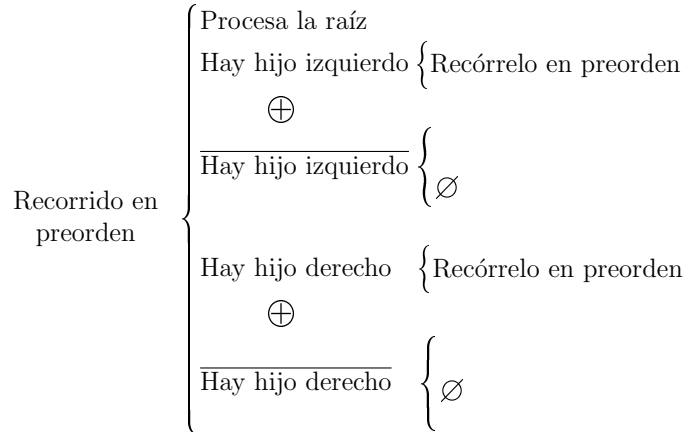 Procesa la raíz
Hay hijo izquierdo { Recórrelo en preorden
⊕
Hay hijo izquierdo { ∅
Recorrido en
preorden
Hay hijo derecho { Recórrelo en preorden
⊕
Hay hijo derecho { ∅